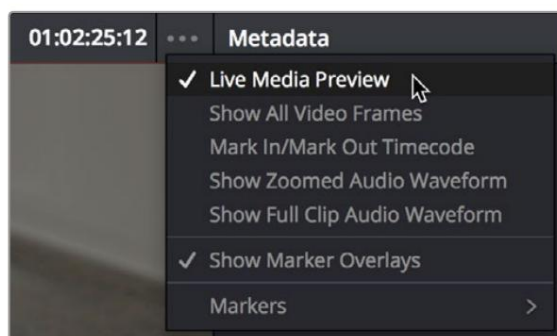 01:02:25:12 ••• Metadata
✓ Live Media Preview
Show All Video Frames
Mark In/Mark Out Timecode
Show Zoomed Audio Waveform
Show Full Clip Audio Waveform
✓ Show Marker Overlays
Markers >